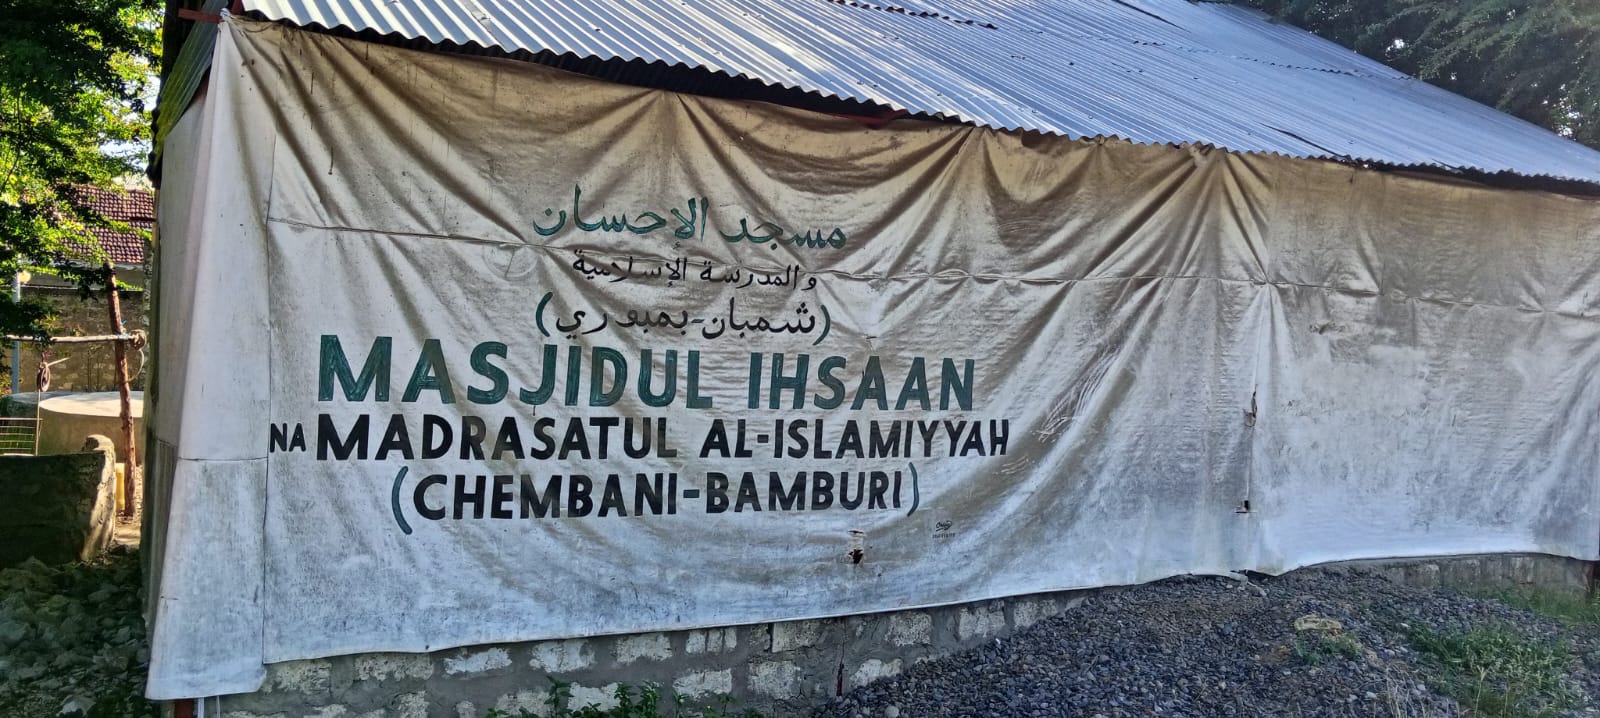 مسجد الإحسان
والمدرسة الإسلامية
(شمبان-بمبوري)
MASJIDUL IHSAAN
NA MADRASATUL AL-ISLAMIYYAH
(CHEMBANI-BAMBURI)